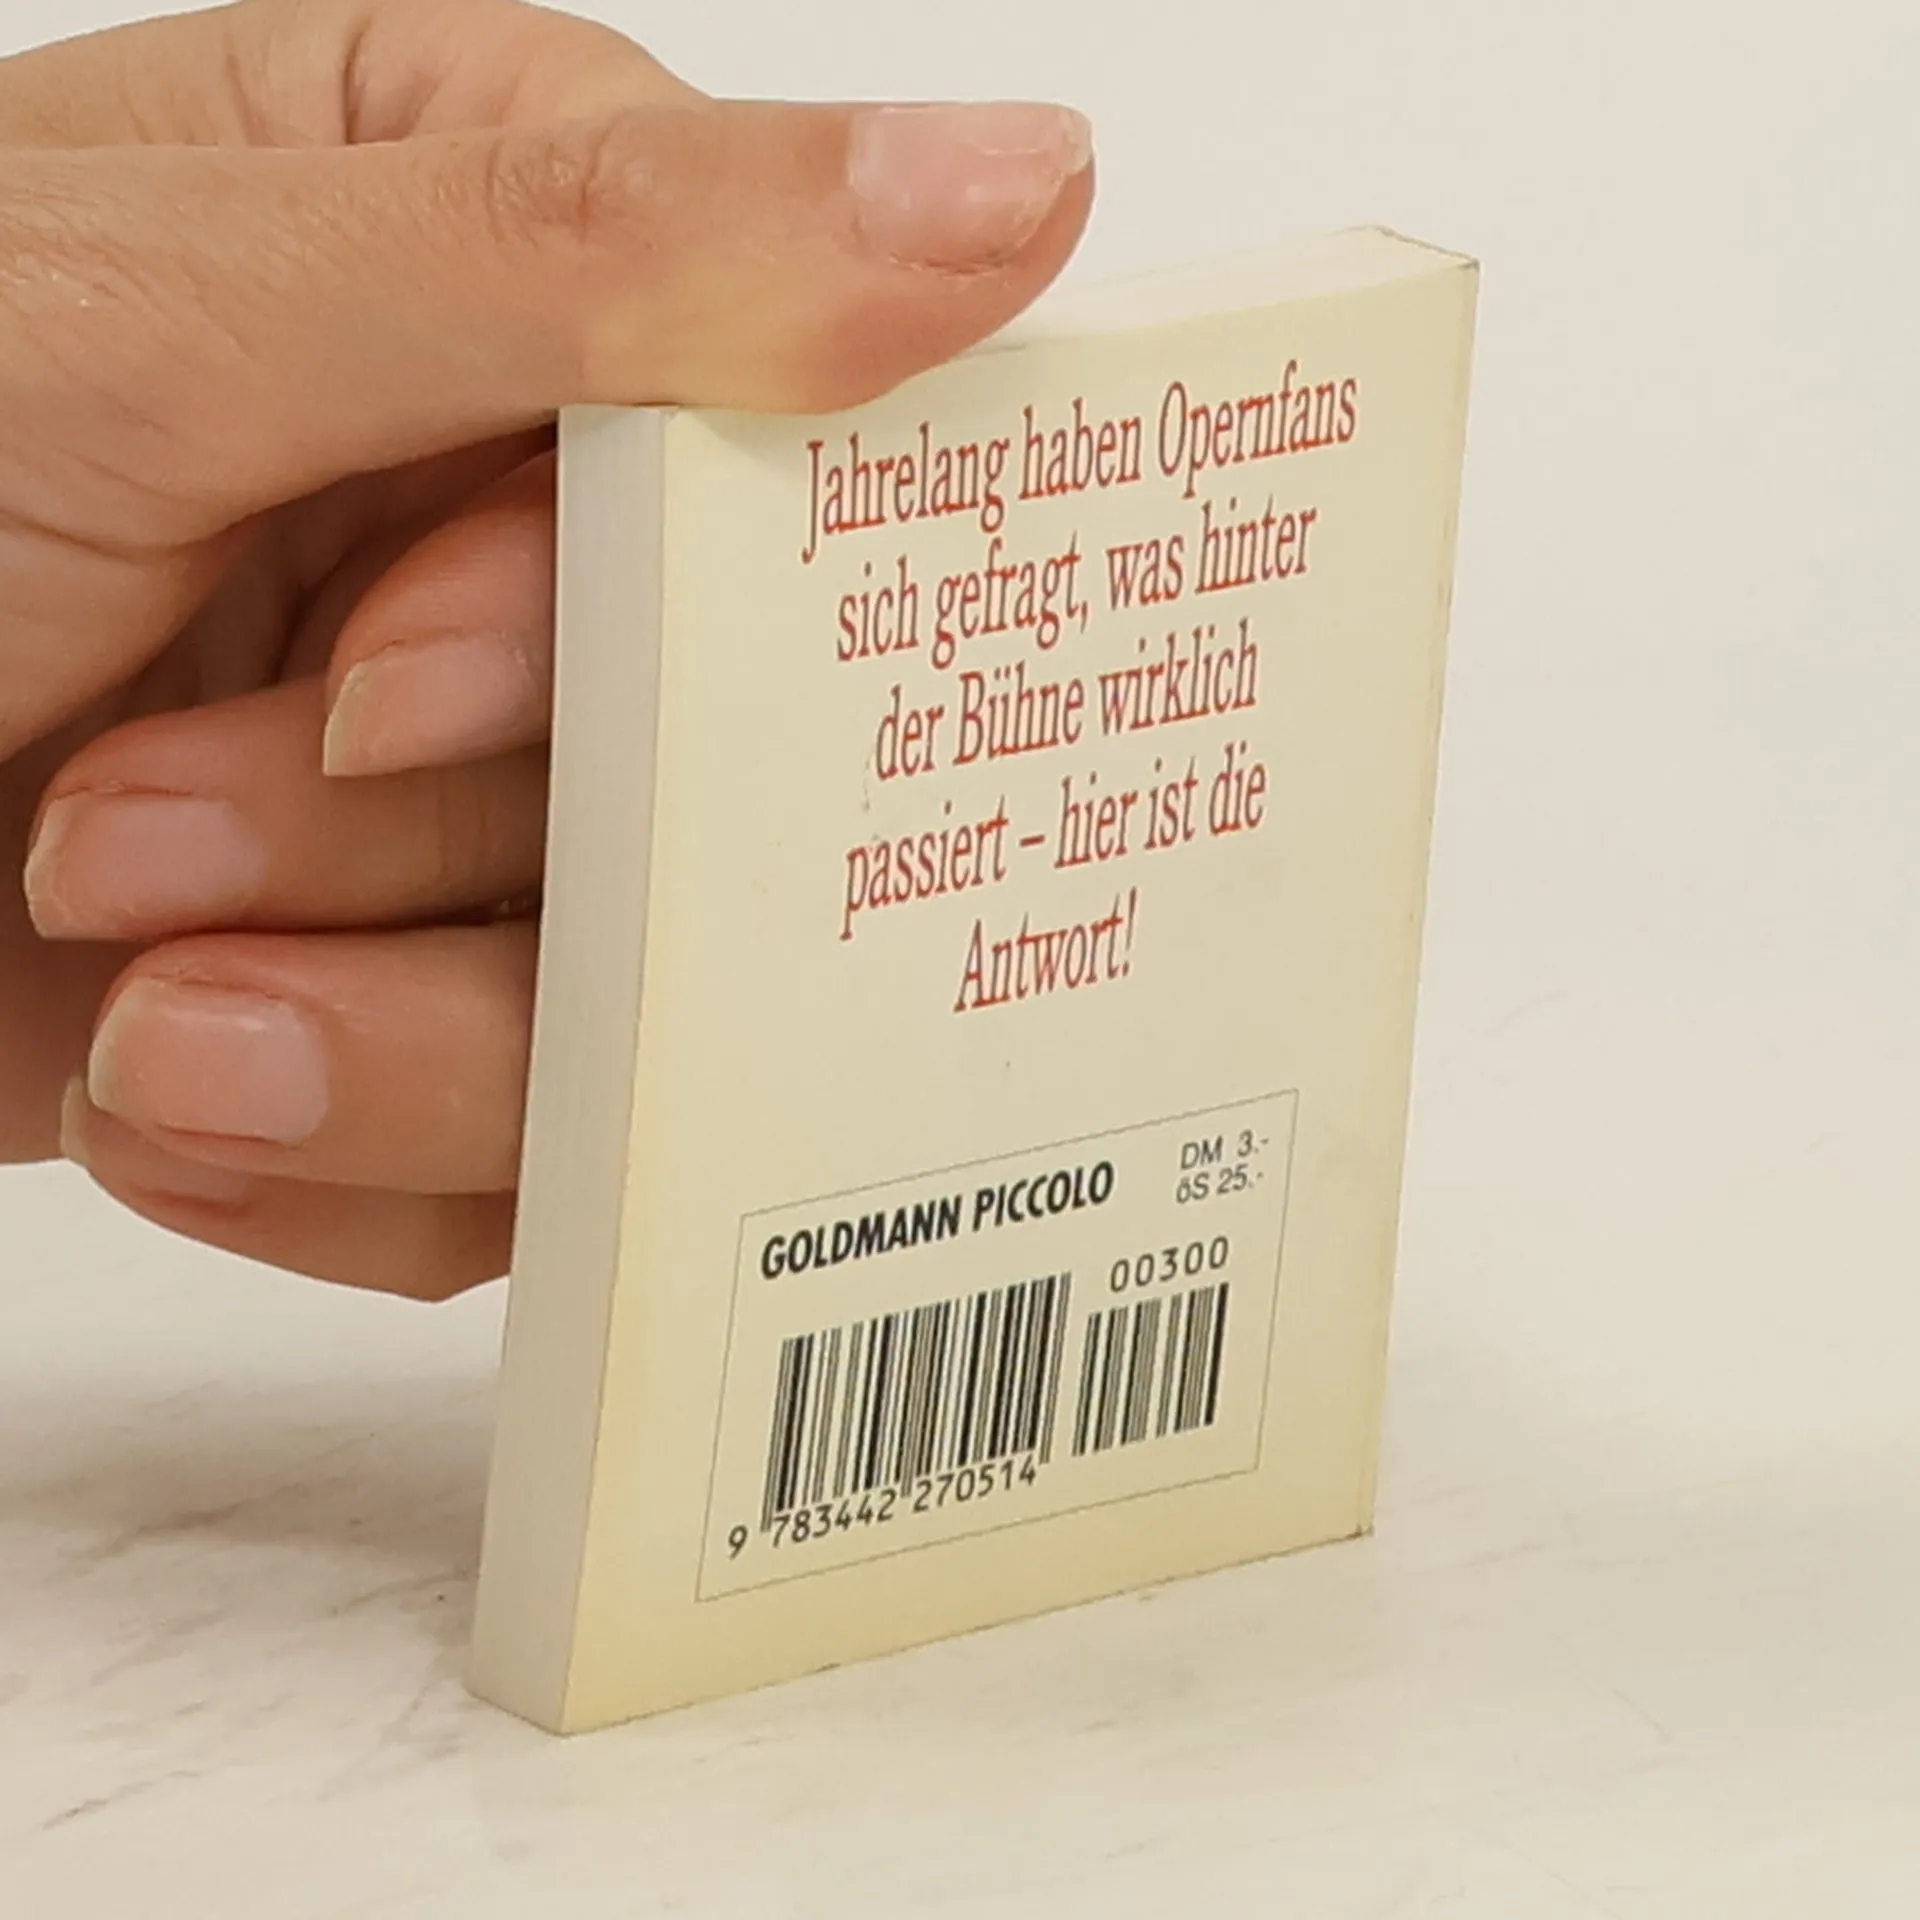 Jahrelang haben Opernfans
sich gefragt, was hinter
der Bühne wirklich
passiert – hier ist die
Antwort!
GOLDMANN PICCOLO
DM 3.-
öS 25.-
00300
9 783442 270514